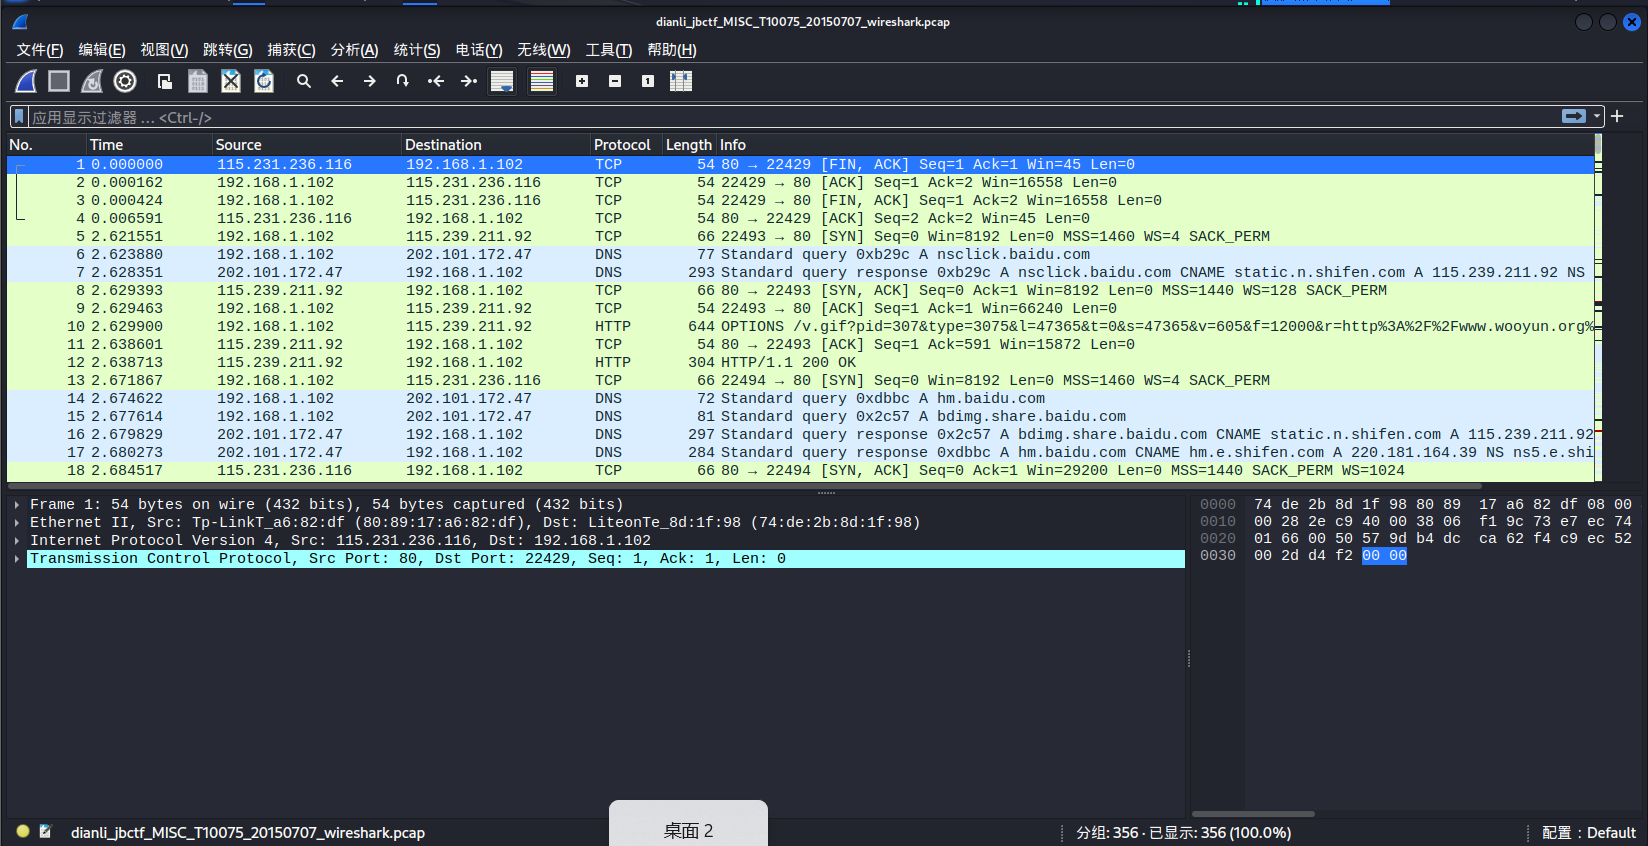 dianli_jbctf_MISC_T10075_20150707_wireshark.pcap
文件(F) 编辑(E) 视图(V) 跳转(G) 捕获(C) 分析(A) 统计(S) 电话(Y) 无线(W) 工具(T) 帮助(H)
应用显示过滤器 … <Ctrl-/>
No. Time Source Destination Protocol Length Info
1 0.000000 115.231.236.116 192.168.1.102 TCP 54 80 → 22429 [FIN, ACK] Seq=1 Ack=1 Win=45 Len=0
2 0.000162 192.168.1.102 115.231.236.116 TCP 54 22429 → 80 [ACK] Seq=1 Ack=2 Win=16558 Len=0
3 0.000424 192.168.1.102 115.231.236.116 TCP 54 22429 → 80 [FIN, ACK] Seq=1 Ack=2 Win=16558 Len=0
4 0.006591 115.231.236.116 192.168.1.102 TCP 54 80 → 22429 [ACK] Seq=2 Ack=2 Win=45 Len=0
5 2.621551 192.168.1.102 115.239.211.92 TCP 66 22493 → 80 [SYN] Seq=0 Win=8192 Len=0 MSS=1460 WS=4 SACK_PERM
6 2.623880 192.168.1.102 202.101.172.47 DNS 77 Standard query 0xb29c A nsclick.baidu.com
7 2.628351 202.101.172.47 192.168.1.102 DNS 293 Standard query response 0xb29c A nsclick.baidu.com CNAME static.n.shifen.com A 115.239.211.92 NS
8 2.629393 115.239.211.92 192.168.1.102 TCP 66 80 → 22493 [SYN, ACK] Seq=0 Ack=1 Win=8192 Len=0 MSS=1440 WS=128 SACK_PERM
9 2.629463 192.168.1.102 115.239.211.92 TCP 54 22493 → 80 [ACK] Seq=1 Ack=1 Win=66240 Len=0
10 2.629900 192.168.1.102 115.239.211.92 HTTP 644 OPTIONS /v.gif?pid=307&type=3075&l=47365&t=0&s=47365&v=605&f=12000&r=http%3A%2F%2Fwww.wooyun.org%
11 2.638601 115.239.211.92 192.168.1.102 TCP 54 80 → 22493 [ACK] Seq=1 Ack=591 Win=15872 Len=0
12 2.638713 115.239.211.92 192.168.1.102 HTTP 304 HTTP/1.1 200 OK
13 2.671867 192.168.1.102 115.231.236.116 TCP 66 22494 → 80 [SYN] Seq=0 Win=8192 Len=0 MSS=1460 WS=4 SACK_PERM
14 2.674622 192.168.1.102 202.101.172.47 DNS 72 Standard query 0xdbbc A hm.baidu.com
15 2.677614 192.168.1.102 202.101.172.47 DNS 81 Standard query 0x2c57 A bdimg.share.baidu.com
16 2.679829 202.101.172.47 192.168.1.102 DNS 297 Standard query response 0x2c57 A bdimg.share.baidu.com CNAME static.n.shifen.com A 115.239.211.92
17 2.680273 202.101.172.47 192.168.1.102 DNS 284 Standard query response 0xdbbc A hm.baidu.com CNAME hm.e.shifen.com A 220.181.164.39 NS ns5.e.shi
18 2.684517 115.231.236.116 192.168.1.102 TCP 66 80 → 22494 [SYN, ACK] Seq=0 Ack=1 Win=29200 Len=0 MSS=1440 SACK_PERM WS=1024
Frame 1: 54 bytes on wire (432 bits), 54 bytes captured (432 bits)
Ethernet II, Src: Tp-LinkT_a6:82:df (80:89:17:a6:82:df), Dst: LiteonTe_8d:1f:98 (74:de:2b:8d:1f:98)
Internet Protocol Version 4, Src: 115.231.236.116, Dst: 192.168.1.102
Transmission Control Protocol, Src Port: 80, Dst Port: 22429, Seq: 1, Ack: 1, Len: 0
0000 74 de 2b 8d 1f 98 80 89 17 a6 82 df 08 00
0010 00 28 2e c9 40 00 38 06 f1 9c 73 e7 ec 74
0020 01 66 00 50 57 9d b4 dc ca 62 f4 c9 ec 52
0030 00 2d d4 f2 00 00
dianli_jbctf_MISC_T10075_20150707_wireshark.pcap
桌面 2
分组: 356 · 已显示: 356 (100.0%)
配置：Default